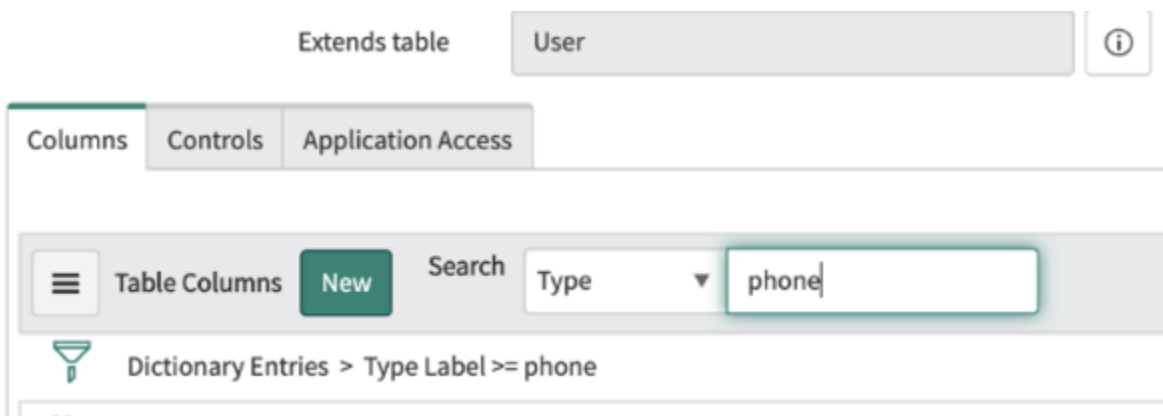 Extends table User
Columns Controls Application Access
Table Columns New Search Type phone
Dictionary Entries > Type Label >= phone